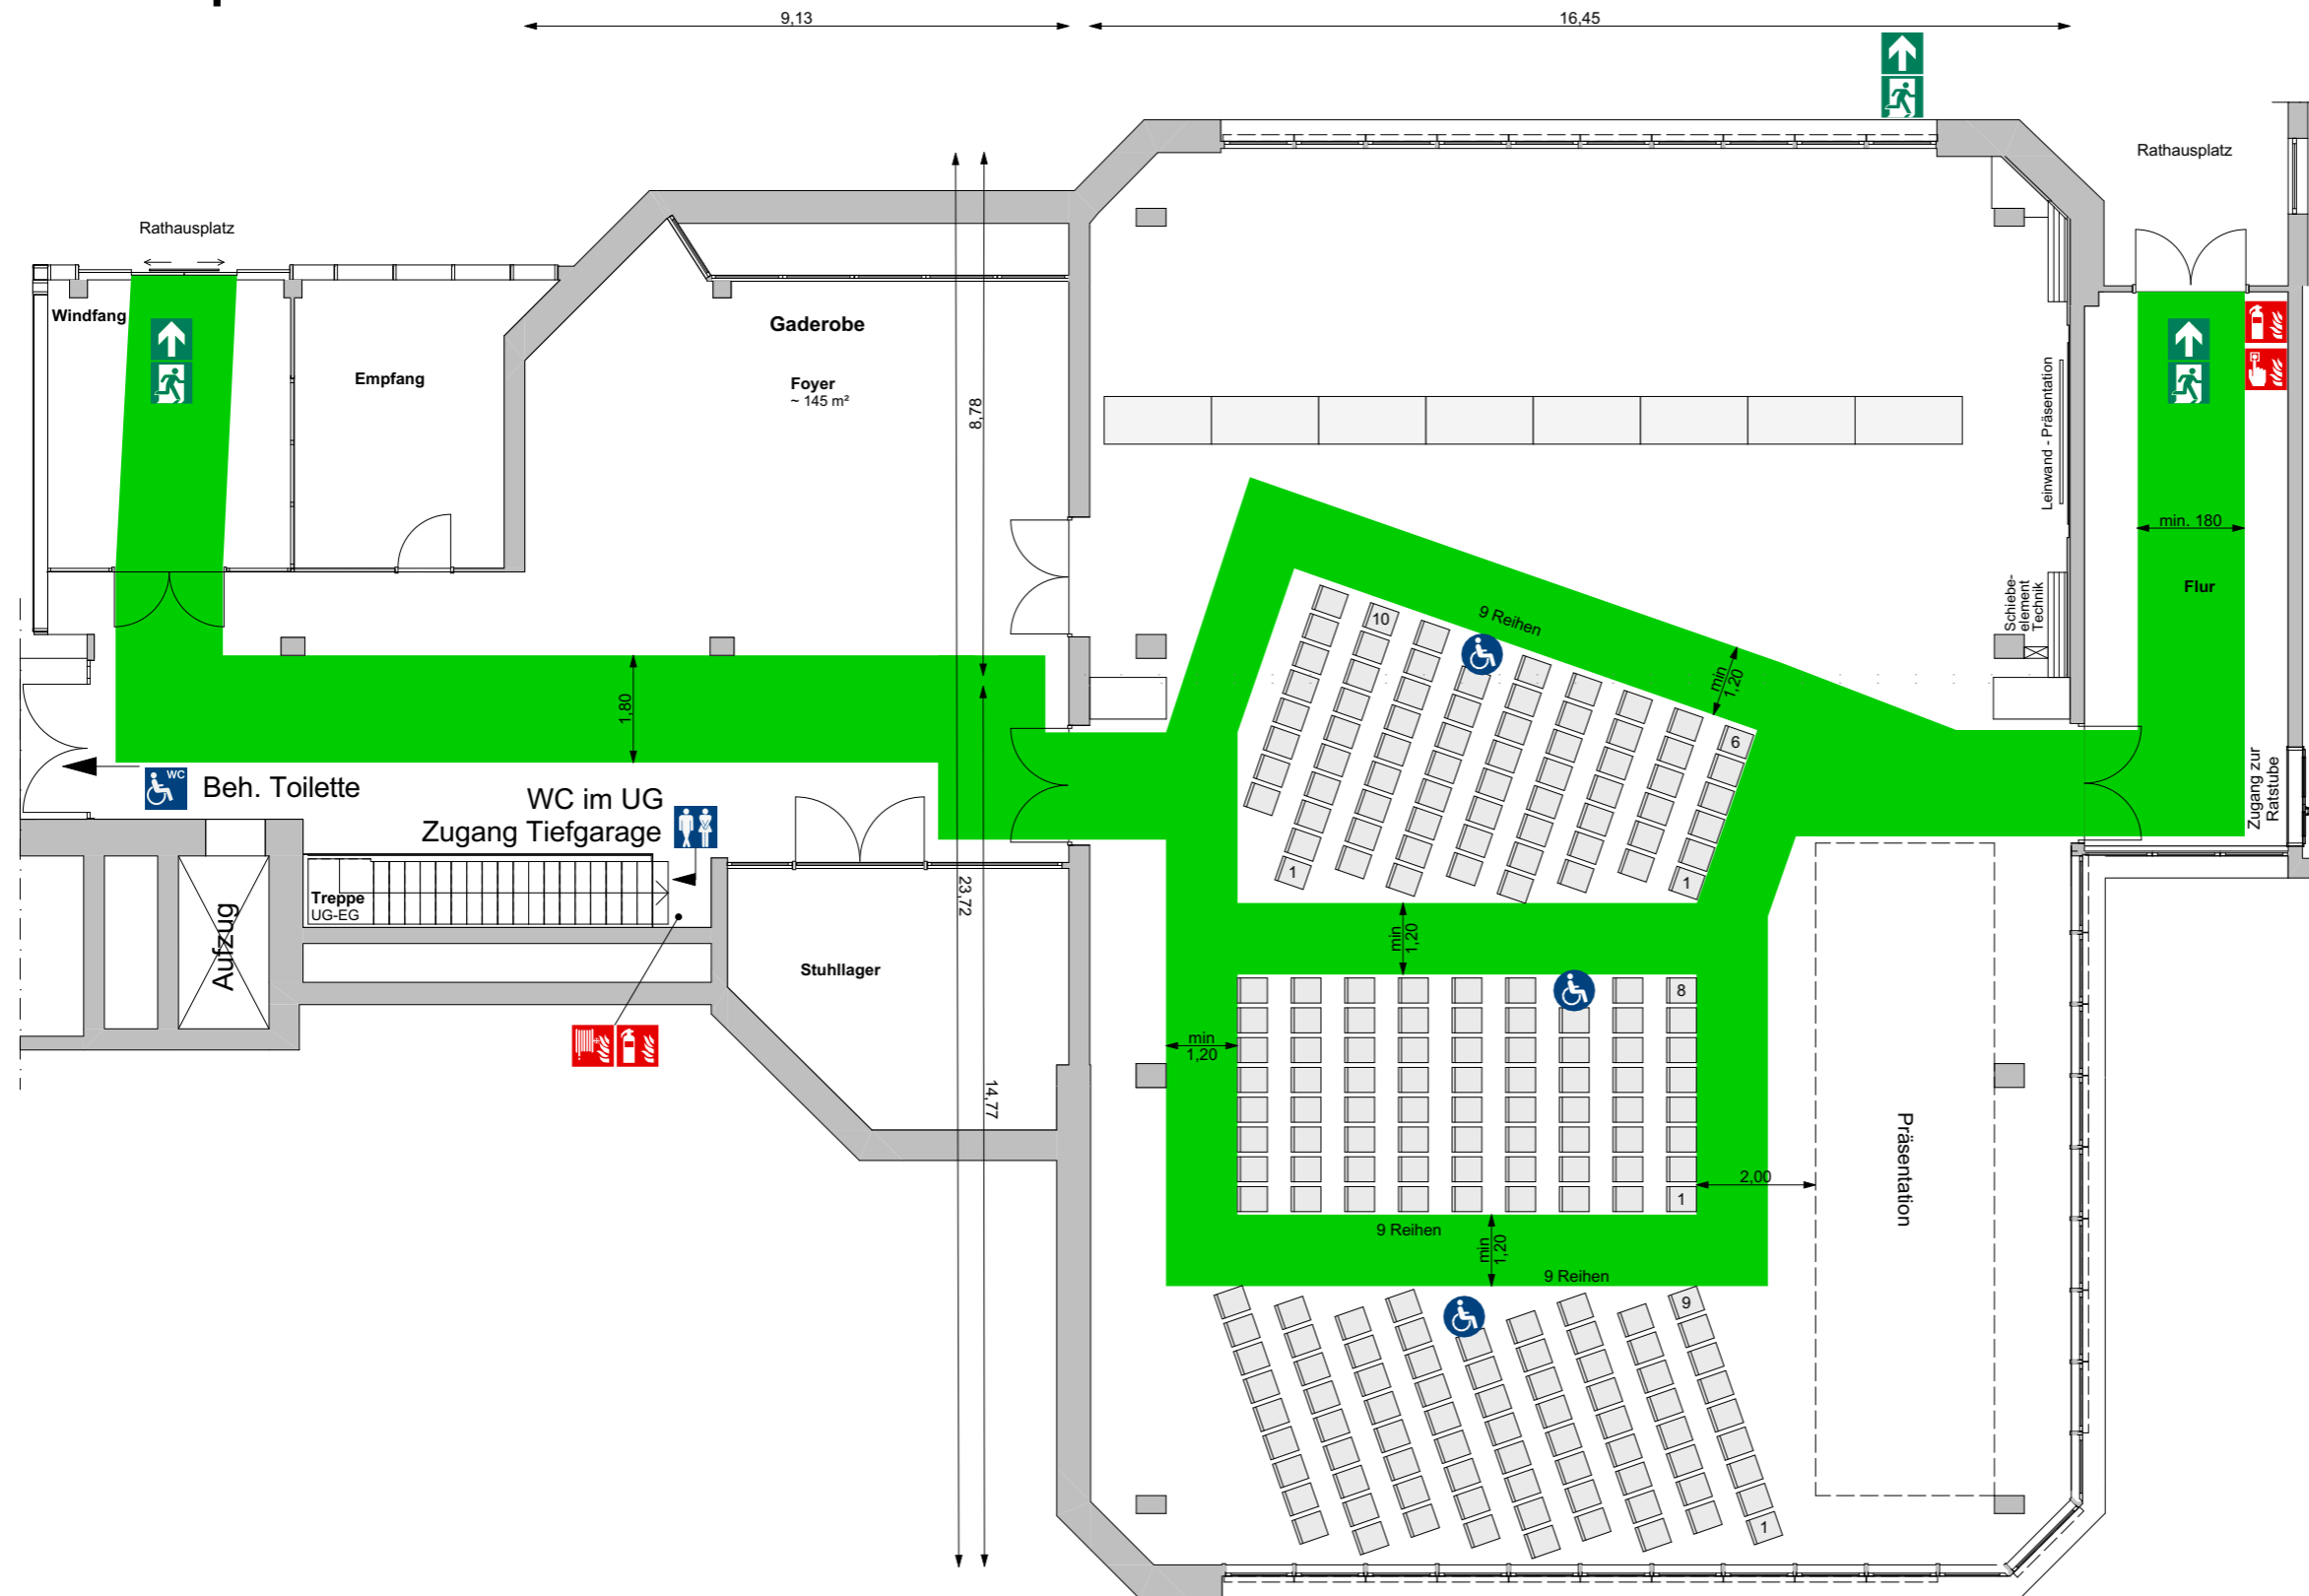 9,13
16,45
Rathausplatz
Rathausplatz
Windfang
Empfang
Gaderobe
Foyer
~ 145 m²
8,78
Leinwand - Präsentation
min. 180
Flur
Schiebe-
element
Technik
10
9 Reihen
min
1,20
6
1
1
1,80
WC
Beh. Toilette
WC im UG
Zugang Tiefgarage
Zugang zur
Ratstube
Treppe
UG-EG
Aufzug
Stuhllager
23,72
14,77
min
1,20
8
min
1,20
1
2,00
Präsentation
9 Reihen
min
1,20
9 Reihen
9
1